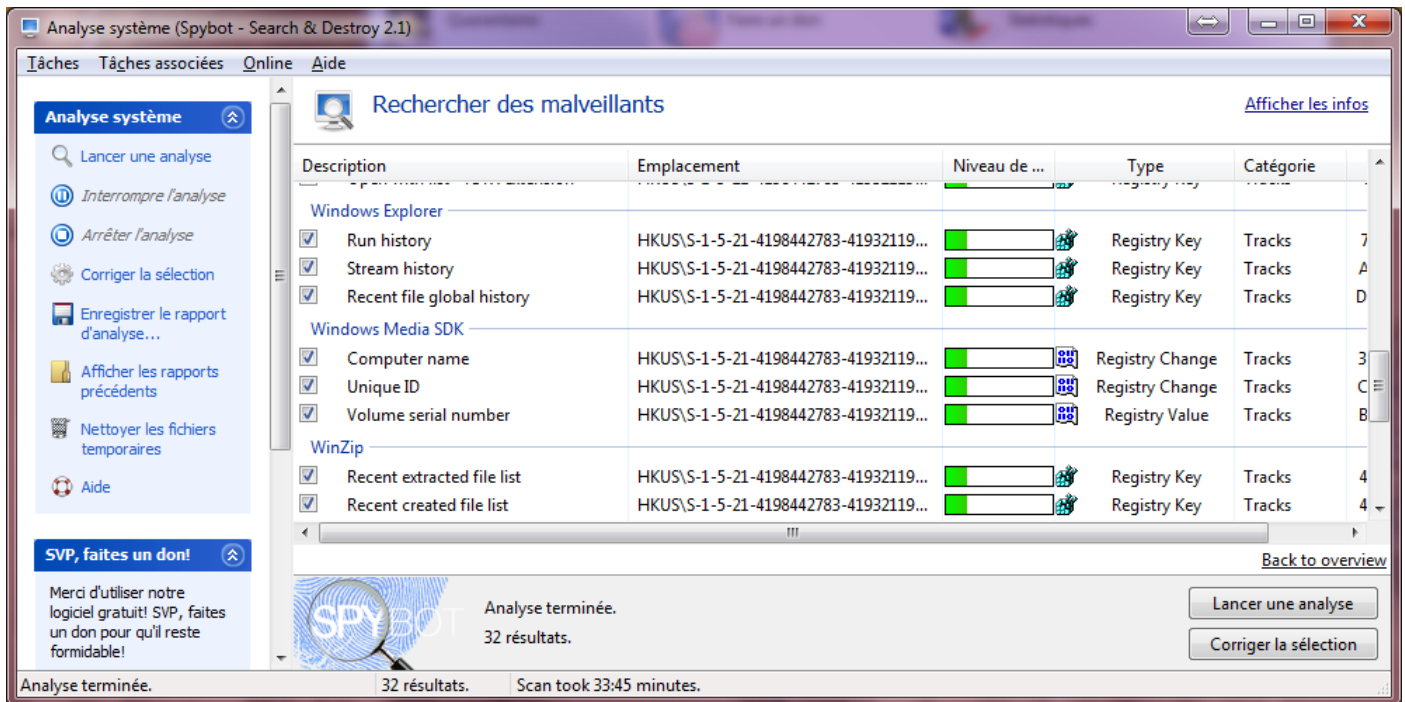 Analyse système (Spybot - Search & Destroy 2.1)
Tâches Tâches associées Online Aide
Analyse système
Lancer une analyse
Interrompre l'analyse
Arrêter l'analyse
Corriger la sélection
Enregistrer le rapport
d'analyse...
Afficher les rapports
précédents
Nettoyer les fichiers
temporaires
Aide
SVP, faites un don!
Merci d'utiliser notre
logiciel gratuit! SVP, faites
un don pour qu'il reste
formidable!
Rechercher des malveillants
Afficher les infos
Description Emplacement Niveau de ... Type Catégorie
Windows Explorer
Run history HKUS\S-1-5-21-4198442783-41932119... Registry Key Tracks 7
Stream history HKUS\S-1-5-21-4198442783-41932119... Registry Key Tracks A
Recent file global history HKUS\S-1-5-21-4198442783-41932119... Registry Key Tracks D
Windows Media SDK
Computer name HKUS\S-1-5-21-4198442783-41932119... Registry Change Tracks 3
Unique ID HKUS\S-1-5-21-4198442783-41932119... Registry Change Tracks C
Volume serial number HKUS\S-1-5-21-4198442783-41932119... Registry Value Tracks B
WinZip
Recent extracted file list HKUS\S-1-5-21-4198442783-41932119... Registry Key Tracks 4
Recent created file list HKUS\S-1-5-21-4198442783-41932119... Registry Key Tracks 4
Back to overview
SPYBOT
Analyse terminée.
32 résultats.
Lancer une analyse
Corriger la sélection
Analyse terminée. 32 résultats. Scan took 33:45 minutes.